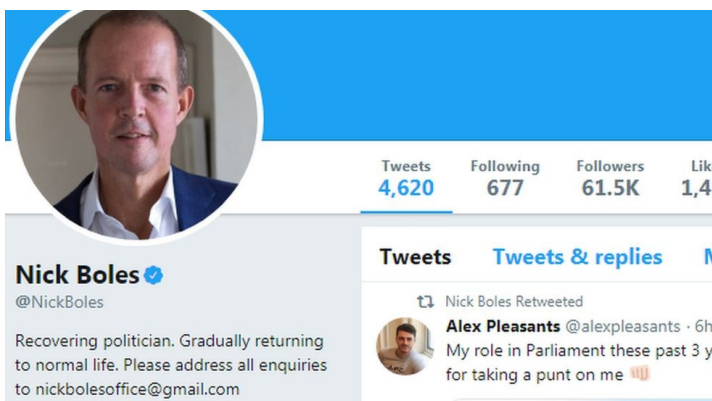 Tweets Following Followers
4,620 677 61.5K
Tweets Tweets & replies
Nick Boles
@NickBoles
Recovering politician. Gradually returning
to normal life. Please address all enquiries
to nickbolesoffice@gmail.com
Nick Boles Retweeted
Alex Pleasants @alexpleasants · 6h
My role in Parliament these past 3
for taking a punt on me